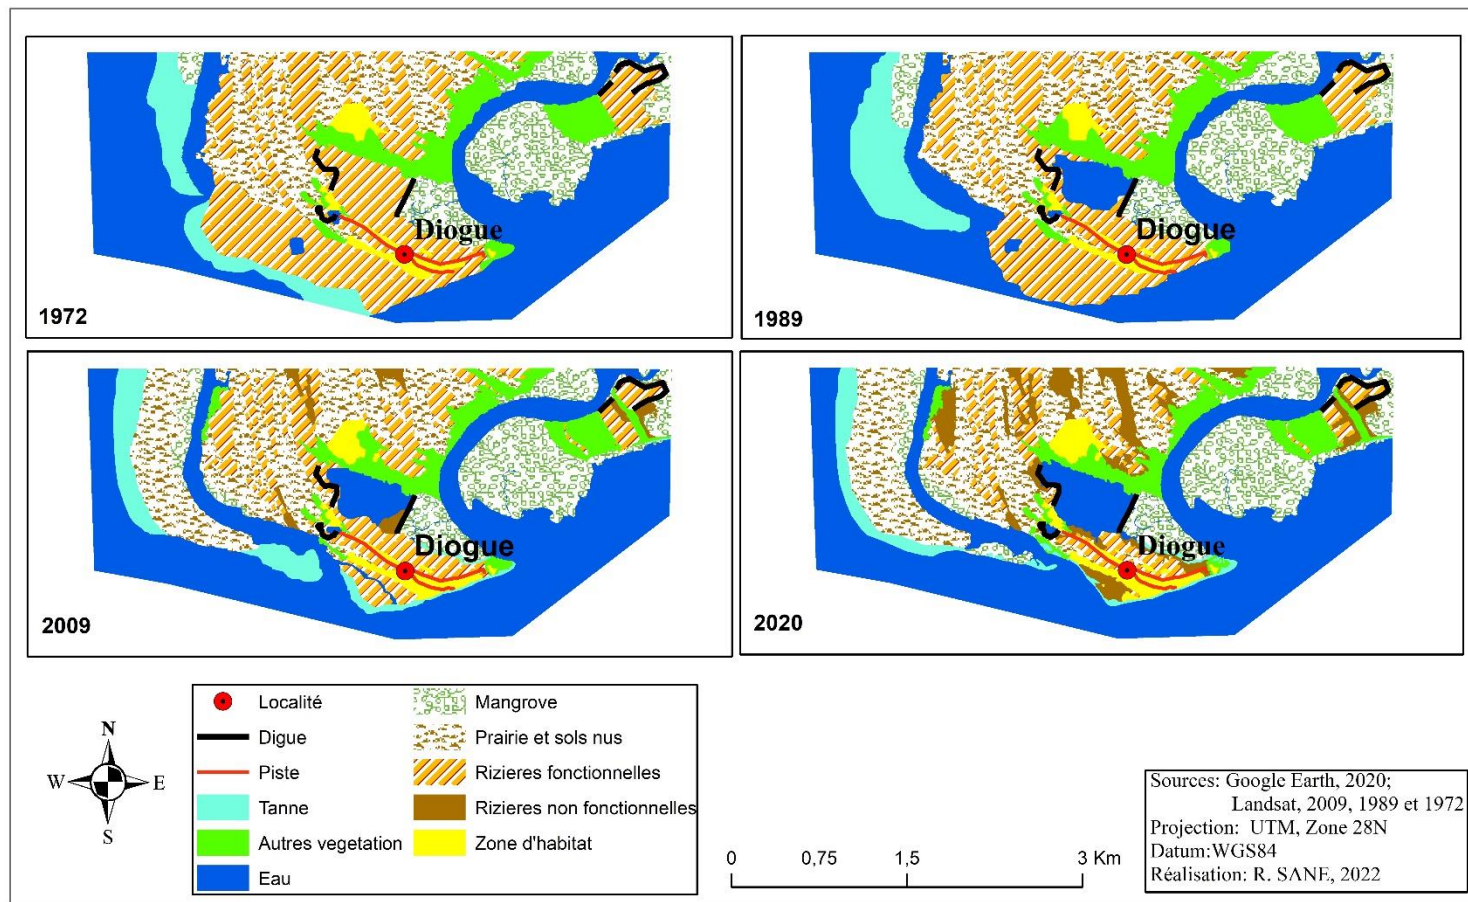 Diogue
1972
Diogue
1989
Diogue
2009
Diogue
2020
N
W
E
S
Localité
Digue
Piste
Tanne
Autres vegetation
Eau
Mangrove
Prairie et sols nus
Rizieres fonctionnelles
Rizieres non fonctionnelles
Zone d'habitat
0 0,75 1,5 3 Km
Sources: Google Earth, 2020;
Landsat, 2009, 1989 et 1972
Projection: UTM, Zone 28N
Datum:WGS84
Réalisation: R. SANE, 2022